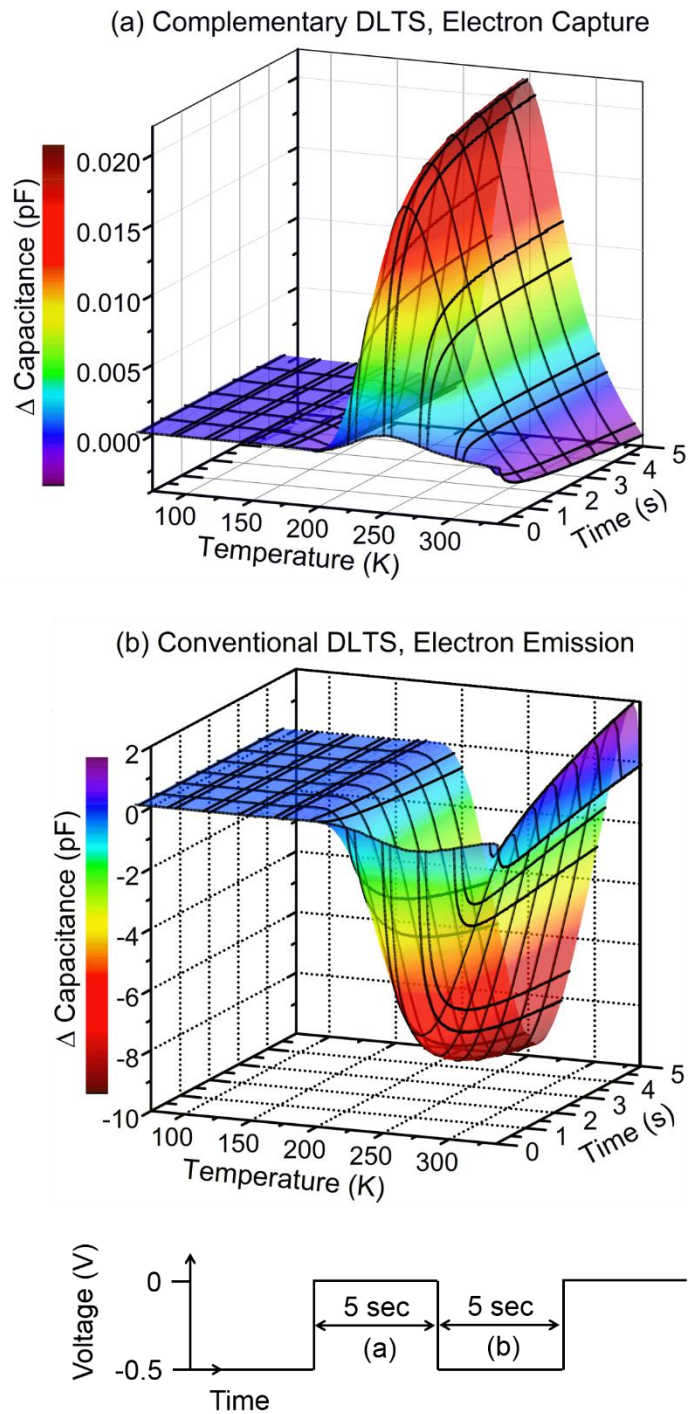 (a) Complementary DLTS, Electron Capture
Δ Capacitance (pF)
0.020
0.015
0.010
0.005
0.000
100
150
200
250
300
Temperature (K)
0
1
2
3
4
5
Time (s)
(b) Conventional DLTS, Electron Emission
Δ Capacitance (pF)
2
0
-2
-4
-6
-8
-10
100
150
200
250
300
Temperature (K)
0
1
2
3
4
5
Time (s)
Voltage (V)
0
-0.5
5 sec
(a)
5 sec
(b)
Time